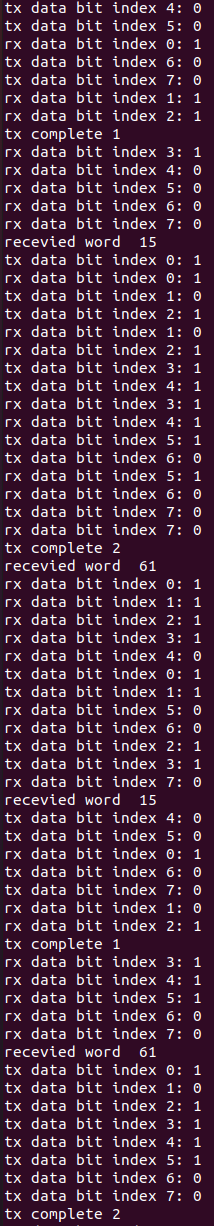 tx data bit index 4: 0
tx data bit index 5: 0
rx data bit index 0: 1
tx data bit index 6: 0
tx data bit index 7: 0
rx data bit index 1: 1
rx data bit index 2: 1
tx complete 1
rx data bit index 3: 1
rx data bit index 4: 0
rx data bit index 5: 0
rx data bit index 6: 0
rx data bit index 7: 0
recevied word  15
tx data bit index 0: 1
rx data bit index 0: 1
tx data bit index 1: 0
tx data bit index 2: 1
rx data bit index 1: 0
rx data bit index 2: 1
tx data bit index 3: 1
tx data bit index 4: 1
rx data bit index 3: 1
rx data bit index 4: 1
tx data bit index 5: 1
tx data bit index 6: 0
rx data bit index 5: 1
rx data bit index 6: 0
tx data bit index 7: 0
rx data bit index 7: 0
tx complete 2
recevied word  61
tx data bit index 0: 1
tx data bit index 1: 1
tx data bit index 2: 1
tx data bit index 3: 1
tx data bit index 4: 0
rx data bit index 0: 1
rx data bit index 1: 1
tx data bit index 5: 0
tx data bit index 6: 0
rx data bit index 2: 1
rx data bit index 3: 1
tx data bit index 7: 0
recevied word  15
tx data bit index 4: 0
tx data bit index 5: 0
rx data bit index 0: 1
tx data bit index 6: 0
tx data bit index 7: 0
rx data bit index 1: 0
rx data bit index 2: 1
tx complete 1
rx data bit index 3: 1
rx data bit index 4: 1
rx data bit index 5: 1
rx data bit index 6: 0
rx data bit index 7: 0
recevied word  61
tx data bit index 0: 1
tx data bit index 1: 0
tx data bit index 2: 1
tx data bit index 3: 1
tx data bit index 4: 1
tx data bit index 5: 1
tx data bit index 6: 0
tx data bit index 7: 0
tx complete 2